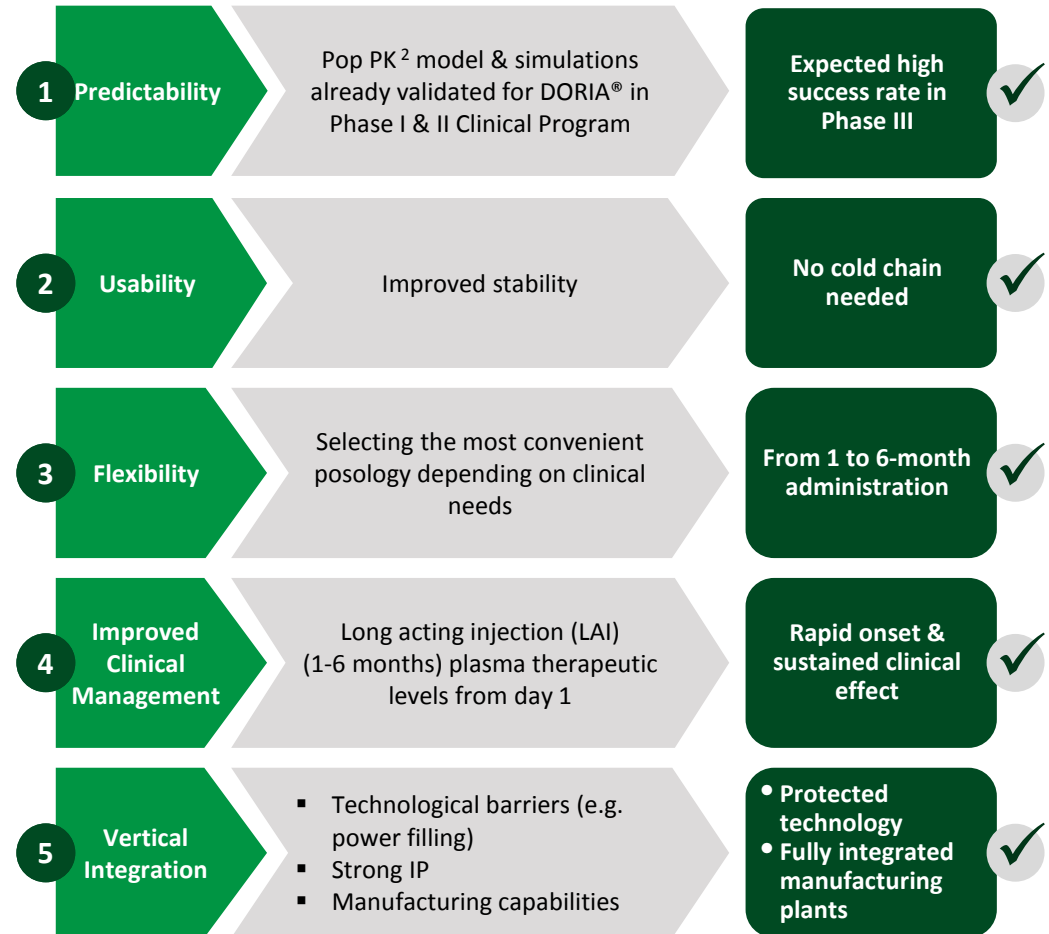 1
Predictability
Pop PK ² model & simulations
already validated for DORIA® in
Phase I & II Clinical Program
Expected high
success rate in
Phase III
2
Usability
Improved stability
No cold chain
needed
3
Flexibility
Selecting the most convenient
posology depending on clinical
needs
From 1 to 6-month
administration
4
Improved
Clinical
Management
Long acting injection (LAI)
(1-6 months) plasma therapeutic
levels from day 1
Rapid onset &
sustained clinical
effect
5
Vertical
Integration
▪ Technological barriers (e.g.
power filling)
▪ Strong IP
▪ Manufacturing capabilities
• Protected
technology
• Fully integrated
manufacturing
plants